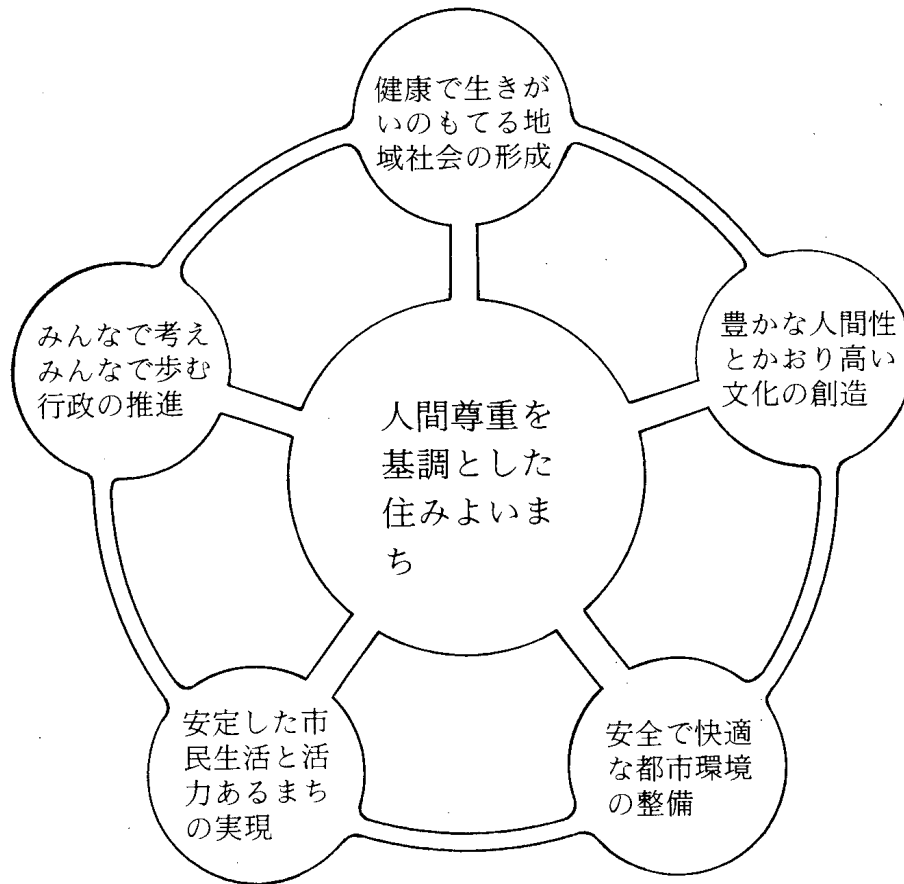 健康で生きが
いのもてる地
域社会の形成
豊かな人間性
とかおり高い
文化の創造
みんなで考え
みんなで歩む
行政の推進
人間尊重を
基調とした
住みよいま
ち
安定した市
民生活と活
力あるまち
の実現
安全で快適
な都市環境
の整備